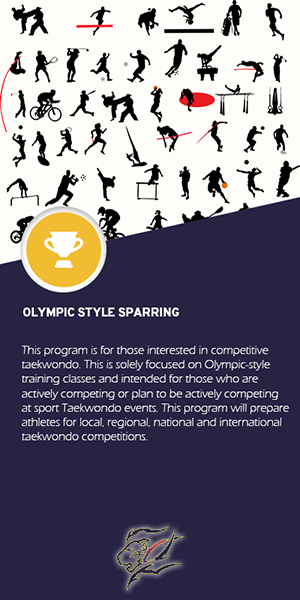 OLYMPIC STYLE SPARRING
This program is for those interested in competitive
taekwondo. This is solely focused on Olympic-style
training classes and intended for those who are
actively competing or plan to be actively competing
at sport Taekwondo events. This program will prepare
athletes for local, regional, national and international
taekwondo competitions.